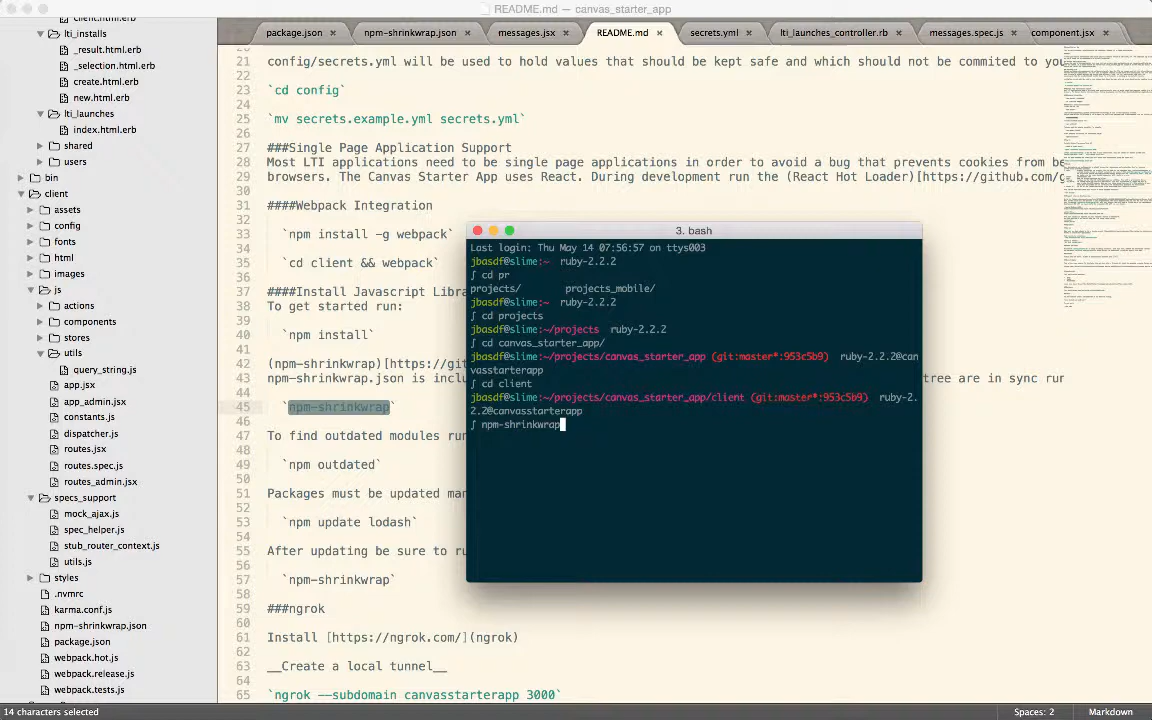 README.md — canvas_starter_app
package.json ×
npm-shrinkwrap.json ×
messages.jsx ×
README.md ×
secrets.yml ×
lti_launches_controller.rb ×
messages.spec.js ×
component.jsx ×
client.html.erb
lti_installs
_result.html.erb
_selection.html.erb
create.html.erb
new.html.erb
lti_launches
index.html.erb
shared
users
bin
client
assets
config
fonts
html
images
js
actions
components
stores
utils
query_string.js
app.jsx
app_admin.jsx
constants.js
dispatcher.js
routes.jsx
routes.spec.js
routes_admin.jsx
specs_support
mock_ajax.js
spec_helper.js
stub_router_context.js
utils.js
styles
.nvmrc
karma.conf.js
npm-shrinkwrap.json
package.json
webpack.hot.js
webpack.release.js
webpack.tests.js
20
21 config/secrets.yml will be used to hold values that should be kept safe and which should not be commited to you
22
23 `cd config`
24
25 `mv secrets.example.yml secrets.yml`
26
27 ###Single Page Application Support
28 Most LTI applications need to be single page applications in order to avoid a bug that prevents cookies from be
29 browsers. The Canvas Starter App uses React. During development run the (React Hot Loader)[https://github.com/g
30
31 ####Webpack Integration
32
33 `npm install -g webpack`
34
35 `cd client && webpack`
36
37 ####Install Javascript Libra
38 To get started run:
39
40 `npm install`
41
42 (npm-shrinkwrap)[https://git
43 npm-shrinkwrap.json is inclu tree are in sync run
44
45 `npm-shrinkwrap`
46
47 To find outdated modules run
48
49 `npm outdated`
50
51 Packages must be updated man
52
53 `npm update lodash`
54
55 After updating be sure to ru
56
57 `npm-shrinkwrap`
58
59 ###ngrok
60
61 Install [https://ngrok.com/](ngrok)
62
63 __Create a local tunnel__
64
65 `ngrok --subdomain canvasstarterapp 3000`
3. bash
Last login: Thu May 14 07:56:57 on ttys003
jbasdf@slime:~ ruby-2.2.2
∫ cd pr
projects/ projects_mobile/
jbasdf@slime:~ ruby-2.2.2
∫ cd projects
jbasdf@slime:~/projects ruby-2.2.2
∫ cd canvas_starter_app/
jbasdf@slime:~/projects/canvas_starter_app (git:master*:953c5b9) ruby-2.2.2@can
vasstarterapp
∫ cd client
jbasdf@slime:~/projects/canvas_starter_app/client (git:master*:953c5b9) ruby-2.
2.2@canvasstarterapp
∫ npm-shrinkwrap
14 characters selected
Spaces: 2
Markdown